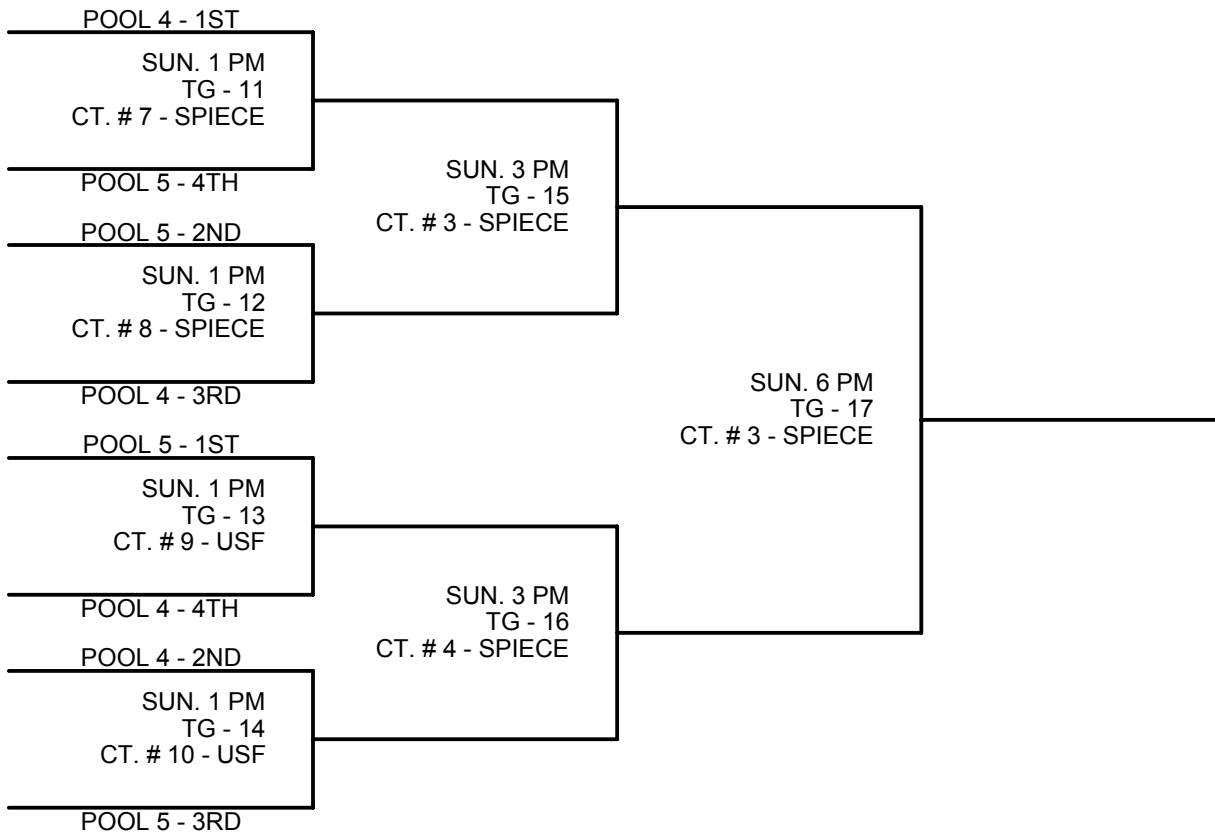 POOL 4 - 1ST
SUN. 1 PM
TG - 11
CT. # 7 - SPIECE
POOL 5 - 4TH
POOL 5 - 2ND
SUN. 1 PM
TG - 12
CT. # 8 - SPIECE
POOL 4 - 3RD
SUN. 3 PM
TG - 15
CT. # 3 - SPIECE
POOL 5 - 1ST
SUN. 1 PM
TG - 13
CT. # 9 - USF
POOL 4 - 4TH
POOL 4 - 2ND
SUN. 1 PM
TG - 14
CT. # 10 - USF
POOL 5 - 3RD
SUN. 3 PM
TG - 16
CT. # 4 - SPIECE
SUN. 6 PM
TG - 17
CT. # 3 - SPIECE